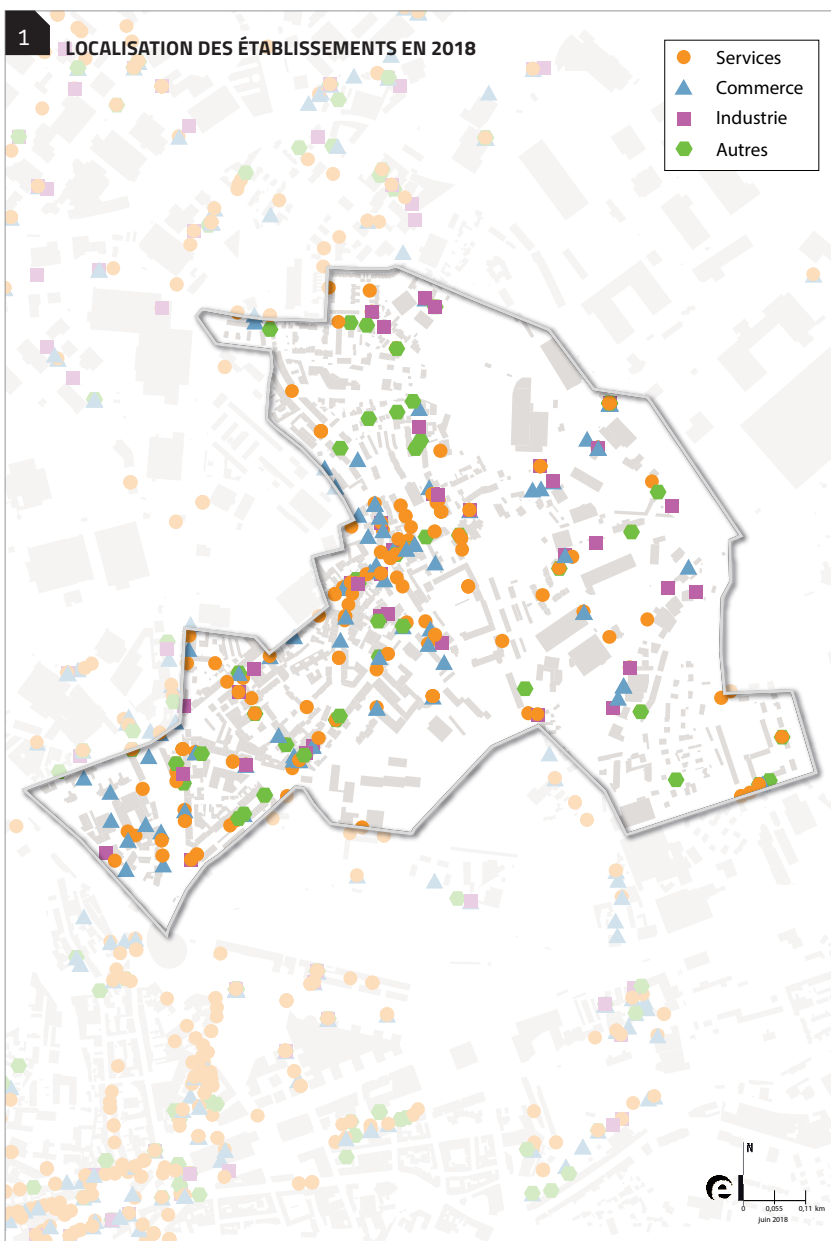 1
LOCALISATION DES ÉTABLISSEMENTS EN 2018
Services
Commerce
Industrie
Autres
N
e
0 0,055 0,11 km
juin 2018